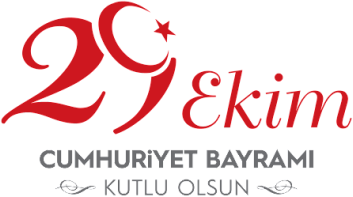 29 Ekim
CUMHURİYET BAYRAMI
KUTLU OLSUN